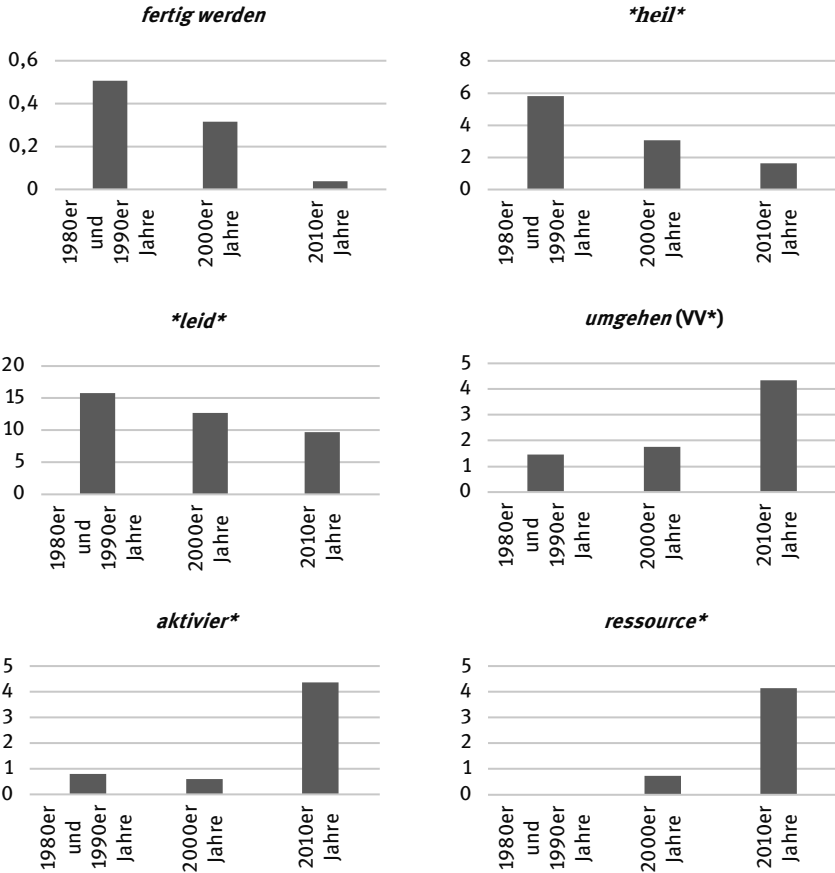 fertig werden
0,6
0,4
0,2
0
1980er
und
1990er
Jahre
2000er
Jahre
2010er
Jahre
*heil*
8
6
4
2
0
1980er
und
1990er
Jahre
2000er
Jahre
2010er
Jahre
*leid*
20
15
10
5
0
1980er
und
1990er
Jahre
2000er
Jahre
2010er
Jahre
umgehen (VV*)
5
4
3
2
1
0
1980er
und
1990er
Jahre
2000er
Jahre
2010er
Jahre
aktivier*
5
4
3
2
1
0
1980er
und
1990er
Jahre
2000er
Jahre
2010er
Jahre
ressource*
5
4
3
2
1
0
1980er
und
1990er
Jahre
2000er
Jahre
2010er
Jahre